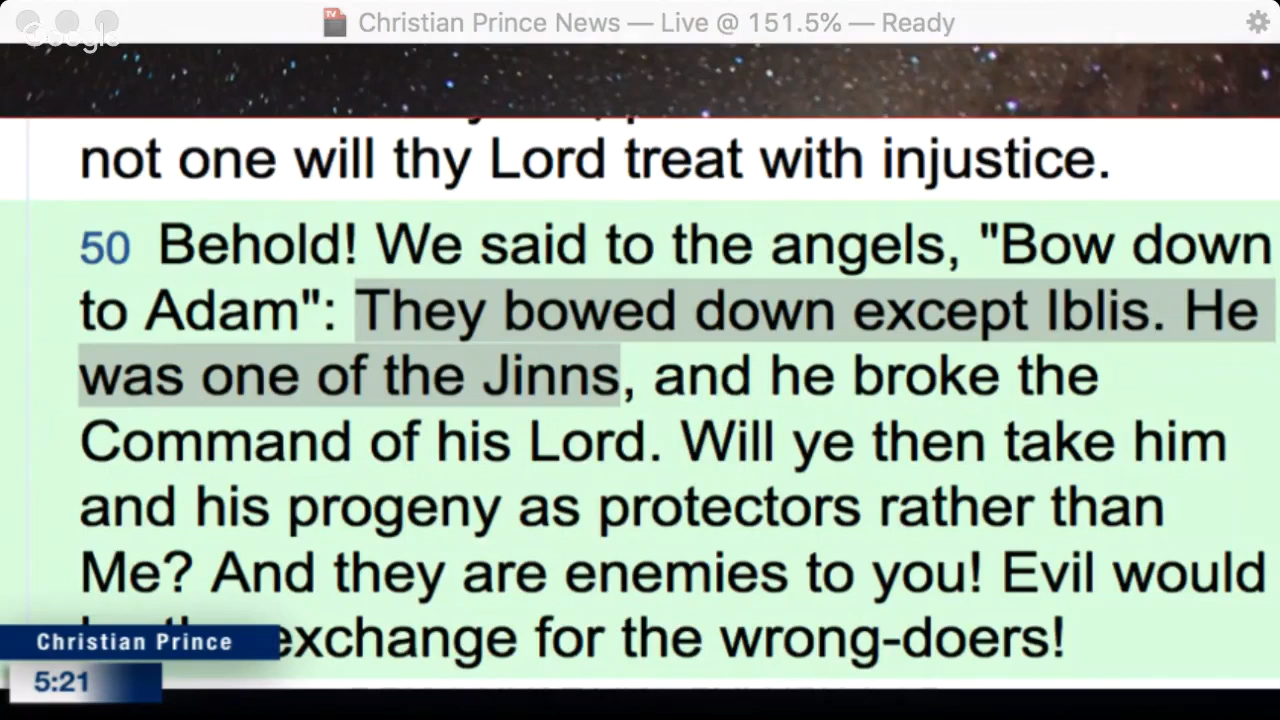 Christian Prince News — Live @ 151.5% — Ready
Google
not one will thy Lord treat with injustice.
50 Behold! We said to the angels, "Bow down
to Adam": They bowed down except Iblis. He
was one of the Jinns, and he broke the
Command of his Lord. Will ye then take him
and his progeny as protectors rather than
Me? And they are enemies to you! Evil would
exchange for the wrong-doers!
Christian Prince
5:21